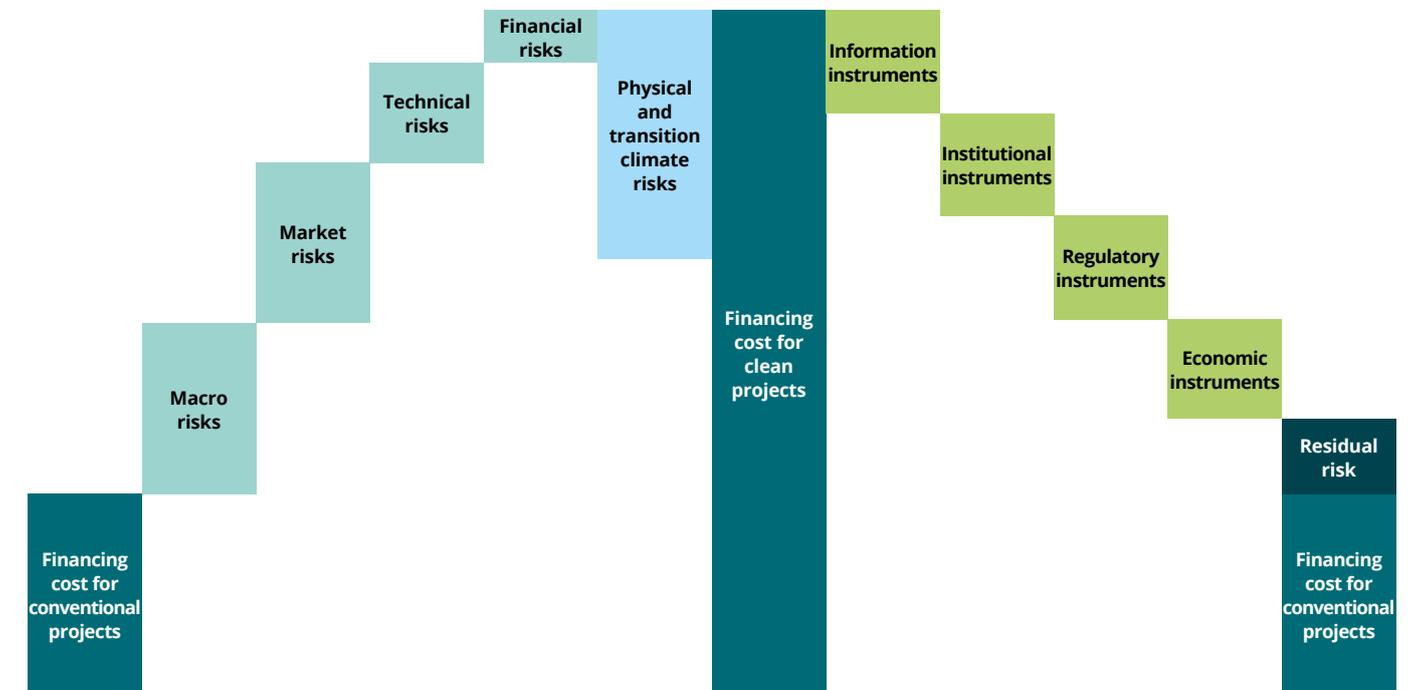 Financial
risks
Physical
and
transition
climate
risks
Information
instruments
Technical
risks
Institutional
instruments
Market
risks
Regulatory
instruments
Financing
cost for
clean
projects
Economic
instruments
Macro
risks
Residual
risk
Financing
cost for
conventional
projects
Financing
cost for
conventional
projects